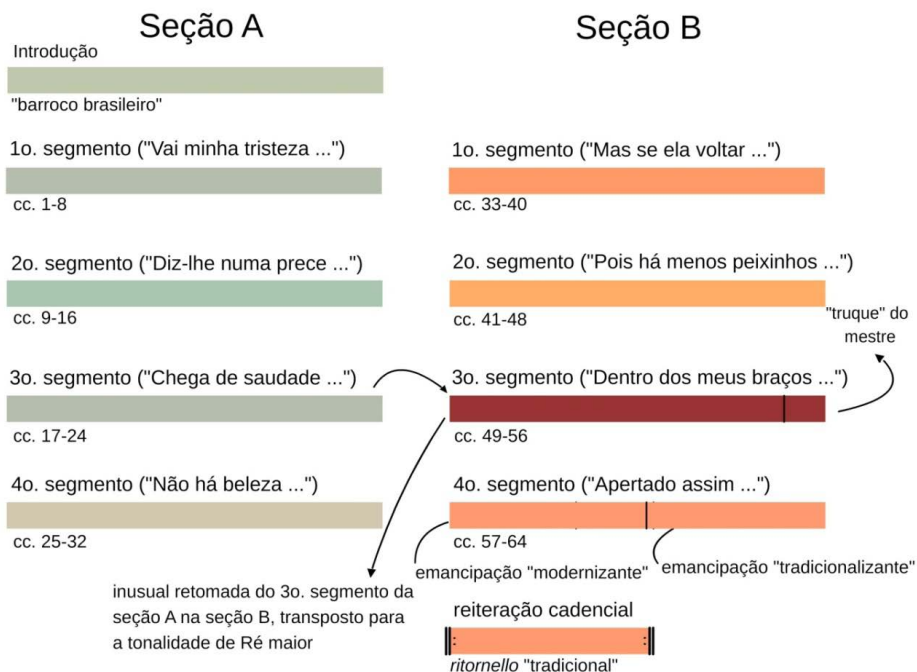 Seção A
Introdução
"barroco brasileiro"
1o. segmento ("Vai minha tristeza ...")
cc. 1-8
2o. segmento ("Diz-lhe numa prece ...")
cc. 9-16
3o. segmento ("Chega de saudade ...")
cc. 17-24
4o. segmento ("Não há beleza ...")
cc. 25-32
inusual retomada do 3o. segmento da
seção A na seção B, transposto para
a tonalidade de Ré maior
Seção B
1o. segmento ("Mas se ela voltar ...")
cc. 33-40
2o. segmento ("Pois há menos peixinhos ...")
cc. 41-48
"truque" do
mestre
3o. segmento ("Dentro dos meus braços ...")
cc. 49-56
4o. segmento ("Apertado assim ...")
cc. 57-64
emancipação "modernizante"
emancipação "tradicionalizante"
reiteração cadencial
ritornello "tradicional"